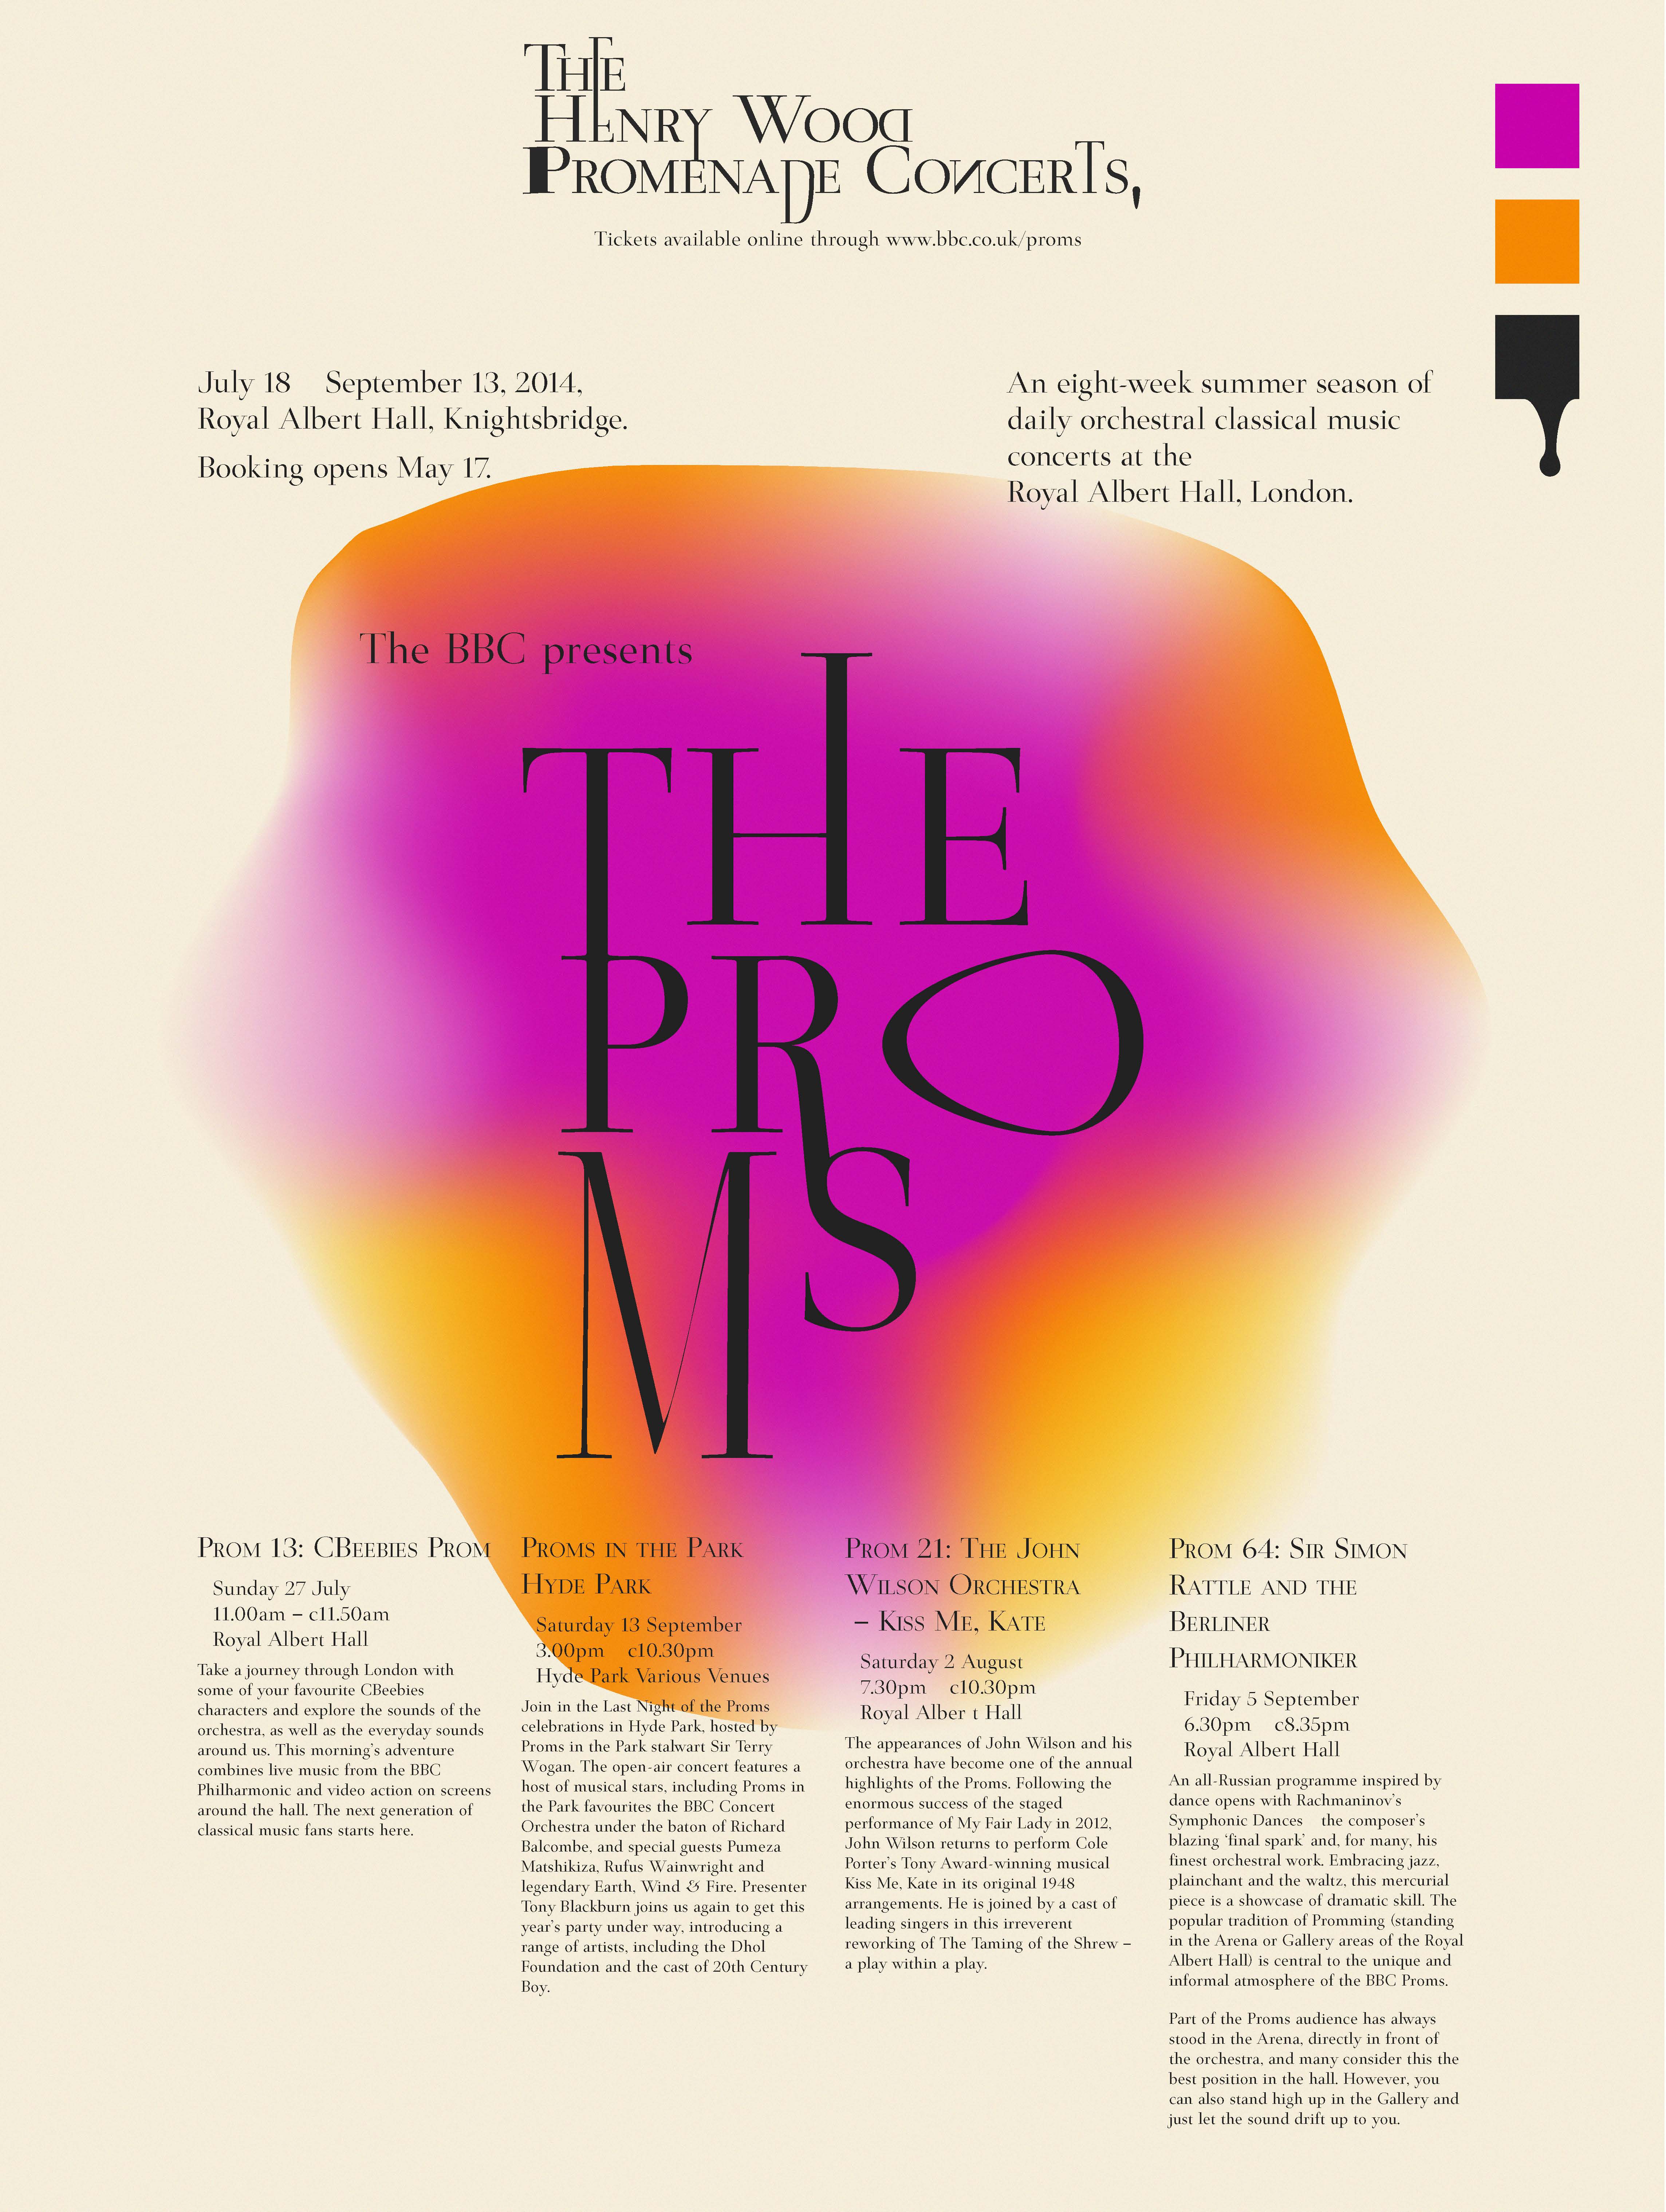 THE
HENRY WOOD
PROMENADE CONCERTS,
Tickets available online through www.bbc.co.uk/proms
July 18 September 13, 2014,
Royal Albert Hall, Knightsbridge.
Booking opens May 17.
An eight-week summer season of
daily orchestral classical music
concerts at the
Royal Albert Hall, London.
The BBC presents
THE
PRO
MS
PROM 13: CBEEBIES PROM
Sunday 27 July
11.00am – c11.50am
Royal Albert Hall
Take a journey through London with
some of your favourite CBeebies
characters and explore the sounds of the
orchestra, as well as the everyday sounds
around us. This morning's adventure
combines live music from the BBC
Philharmonic and video action on screens
around the hall. The next generation of
classical music fans starts here.
PROMS IN THE PARK
HYDE PARK
Saturday 13 September
3.00pm c10.30pm
Hyde Park Various Venues
Join in the Last Night of the Proms
celebrations in Hyde Park, hosted by
Proms in the Park stalwart Sir Terry
Wogan. The open-air concert features a
host of musical stars, including Proms in
the Park favourites the BBC Concert
Orchestra under the baton of Richard
Balcombe, and special guests Pumeza
Matshikiza, Rufus Wainwright and
legendary Earth, Wind & Fire. Presenter
Tony Blackburn joins us again to get this
year's party under way, introducing a
range of artists, including the Dhol
Foundation and the cast of 20th Century
Boy.
PROM 21: THE JOHN
WILSON ORCHESTRA
– KISS ME, KATE
Saturday 2 August
7.30pm c10.30pm
Royal Alber t Hall
The appearances of John Wilson and his
orchestra have become one of the annual
highlights of the Proms. Following the
enormous success of the staged
performance of My Fair Lady in 2012,
John Wilson returns to perform Cole
Porter's Tony Award-winning musical
Kiss Me, Kate in its original 1948
arrangements. He is joined by a cast of
leading singers in this irreverent
reworking of The Taming of the Shrew –
a play within a play.
PROM 64: SIR SIMON
RATTLE AND THE
BERLINER
PHILHARMONIKER
Friday 5 September
6.30pm c8.35pm
Royal Albert Hall
An all-Russian programme inspired by
dance opens with Rachmaninov's
Symphonic Dances the composer's
blazing 'final spark' and, for many, his
finest orchestral work. Embracing jazz,
plainchant and the waltz, this mercurial
piece is a showcase of dramatic skill. The
popular tradition of Promming (standing
in the Arena or Gallery areas of the Royal
Albert Hall) is central to the unique and
informal atmosphere of the BBC Proms.
Part of the Proms audience has always
stood in the Arena, directly in front of
the orchestra, and many consider this the
best position in the hall. However, you
can also stand high up in the Gallery and
just let the sound drift up to you.